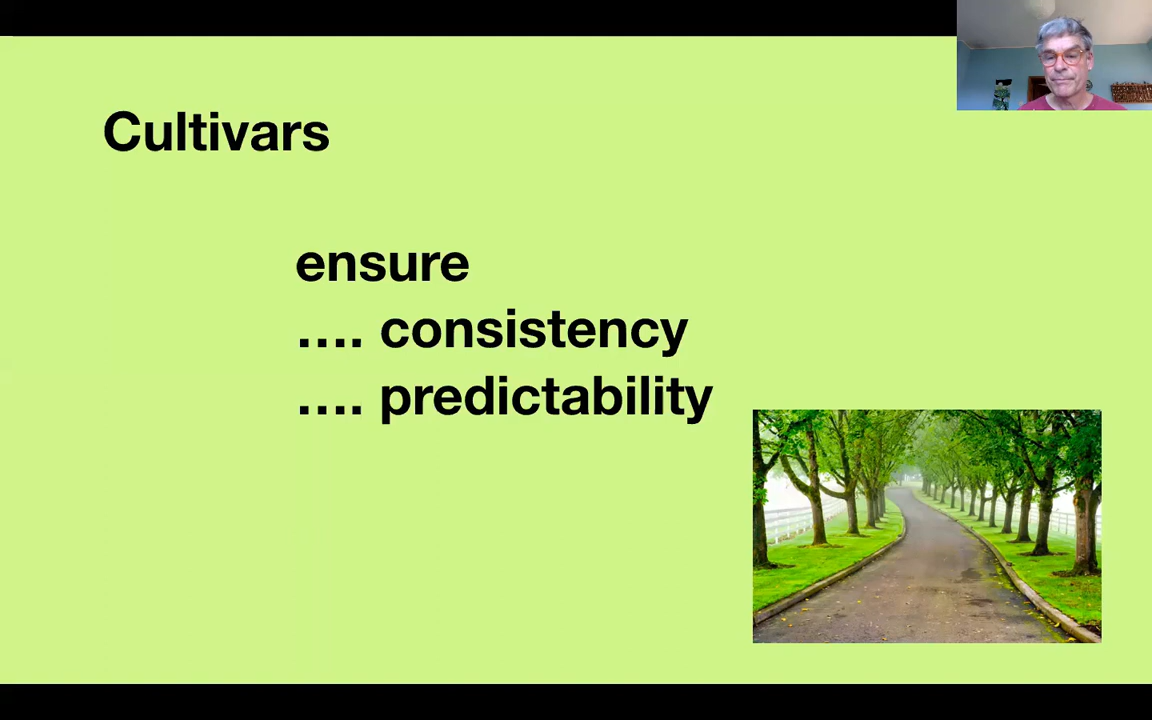 Cultivars
ensure
…. consistency
…. predictability